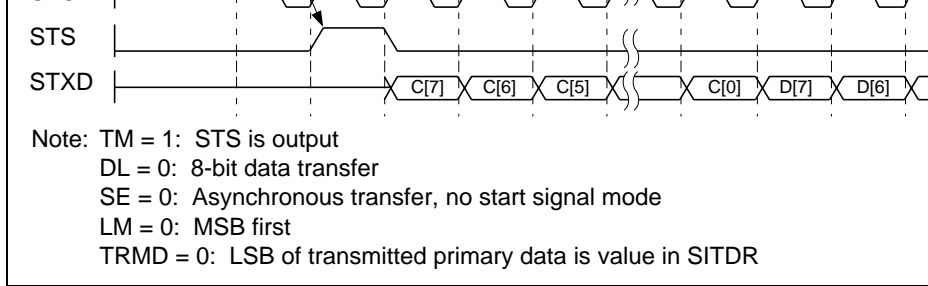 STS
STXD C[7] C[6] C[5] C[0] D[7] D[6]
Note: TM = 1: STS is output
DL = 0: 8-bit data transfer
SE = 0: Asynchronous transfer, no start signal mode
LM = 0: MSB first
TRMD = 0: LSB of transmitted primary data is value in SITDR